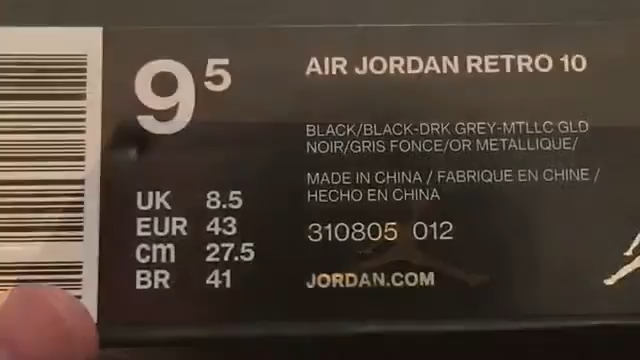 9 5
AIR JORDAN RETRO 10
BLACK/BLACK-DRK GREY-MTLLC GLD
NOIR/GRIS FONCE/OR METALLIQUE/
MADE IN CHINA / FABRIQUE EN CHINE /
HECHO EN CHINA
UK 8.5
EUR 43
cm 27.5
BR 41
310805 012
JORDAN.COM